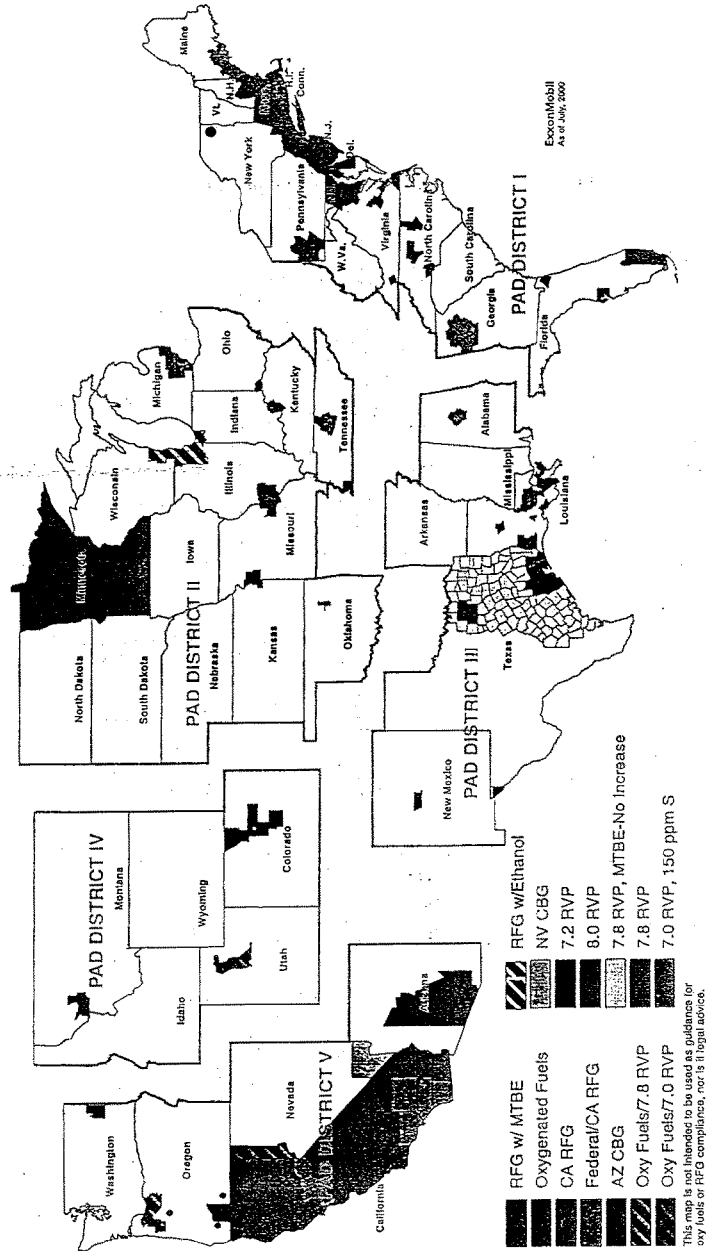 Washington
Oregon
California
Nevada
PAD DISTRICT V
Arizona
PAD DISTRICT IV
Montana
Idaho
Wyoming
Utah
Colorado
North Dakota
South Dakota
PAD DISTRICT II
Nebraska
Kansas
Oklahoma
Minnesota
Iowa
Missouri
Wisconsin
Illinois
Michigan
Indiana
Ohio
Kentucky
Tennessee
New Mexico
PAD DISTRICT III
Texas
Arkansas
Louisiana
Mississippi
Alabama
Maine
Vt.
N.H.
R.I.
Conn.
New York
N.J.
Del.
Pennsylvania
W.Va.
Virginia
North Carolina
South Carolina
PAD DISTRICT I
Georgia
Florida
ExxonMobil
As of July, 2000
RFG w/ MTBE
Oxygenated Fuels
CA RFG
Federal/CA RFG
AZ CBG
Oxy Fuels/7.8 RVP
Oxy Fuels/7.0 RVP
RFG w/Ethanol
NV CBG
7.2 RVP
8.0 RVP
7.8 RVP, MTBE-No Increase
7.8 RVP
7.0 RVP, 150 ppm S
This map is not intended to be used as guidance for
oxy fuels or RFG compliance, nor is it legal advice.